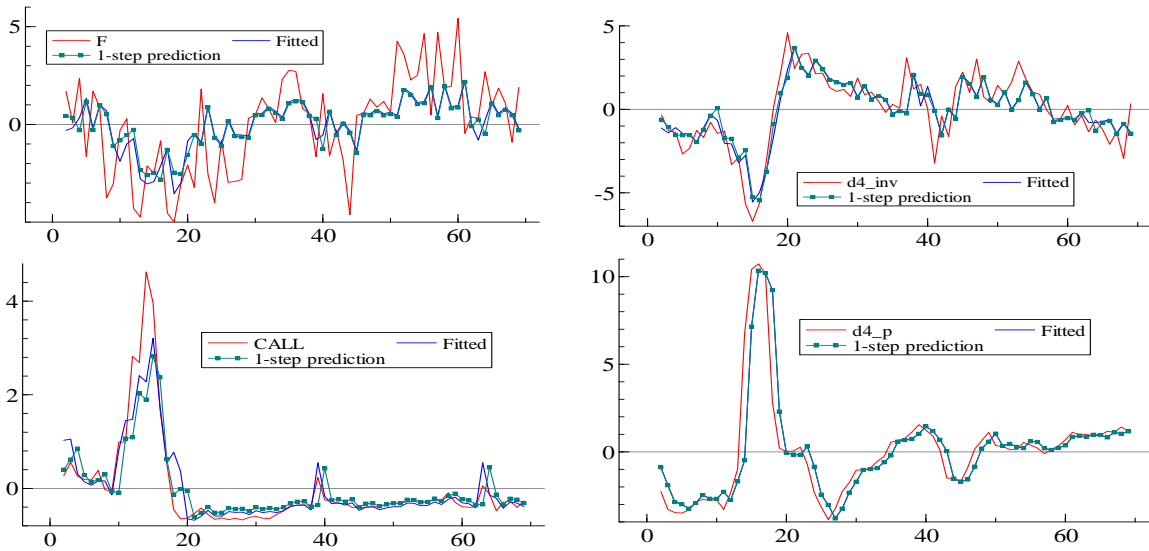 5
0
F Fitted
1-step prediction
0 20 40 60
5
0
-5
d4_inv Fitted
1-step prediction
0 20 40 60
4
2
0
CALL Fitted
1-step prediction
0 20 40 60
10
5
0
d4_p Fitted
1-step prediction
0 20 40 60